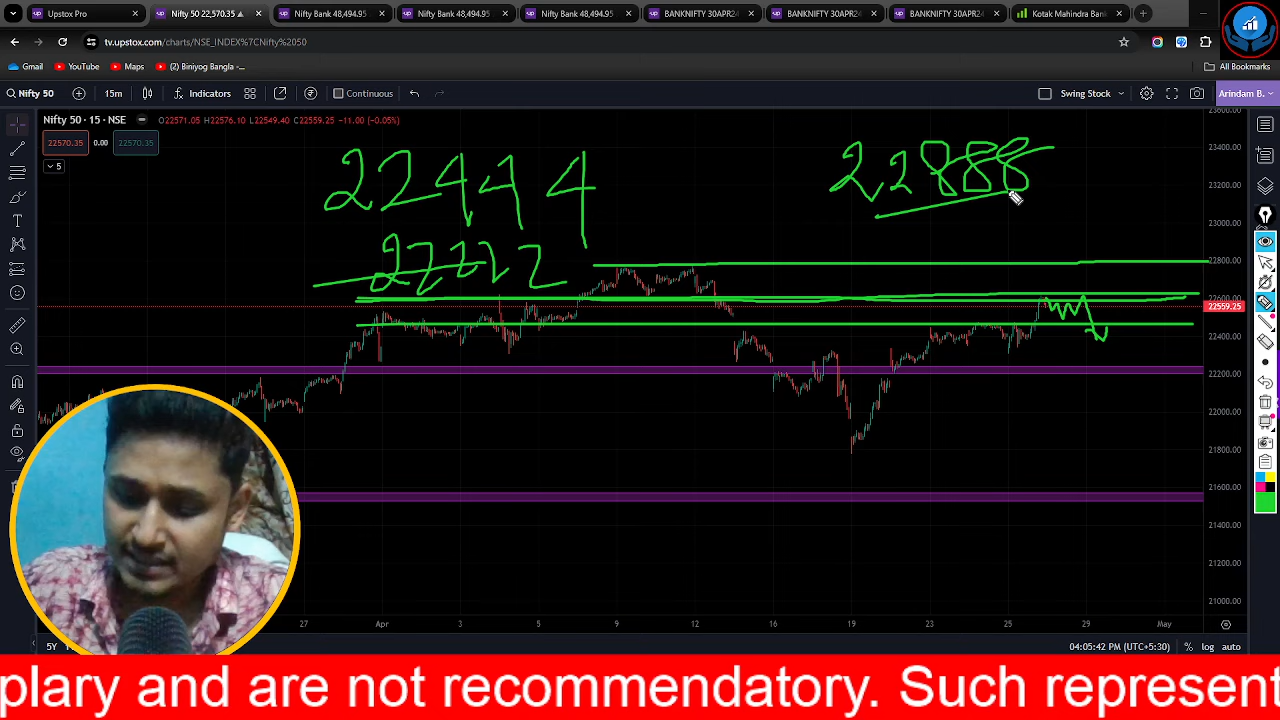 Upstox Pro
Nifty 50 22,570.35
Nifty Bank 48,494.95
Nifty Bank 48,494.95
Nifty Bank 48,494.95
BANKNIFTY 30APR24
BANKNIFTY 30APR24
BANKNIFTY 30APR24
Kotak Mahindra Ban
tv.upstox.com/charts/NSE_INDEX%7CNifty%2050
Gmail
YouTube
Maps
(2) Biniyog Bangla -...
All Bookmarks
Nifty 50
15m
Indicators
Continuous
Swing Stock
Arindam B.
Nifty 50 · 15 · NSE
O22571.05 H22576.10 L22549.40 C22559.25 -11.00 (-0.05%)
22570.35
0.00
22570.35
5
22444
22888
22222
23600.00
23400.00
23200.00
23000.00
22800.00
22600.00
22559.25
22400.00
22200.00
22000.00
21800.00
21600.00
21400.00
21200.00
21000.00
27
Apr
3
5
9
12
16
19
23
25
29
May
5Y
04:05:42 PM (UTC+5:30)
%
log
auto
plary and are not recommendatory. Such represent